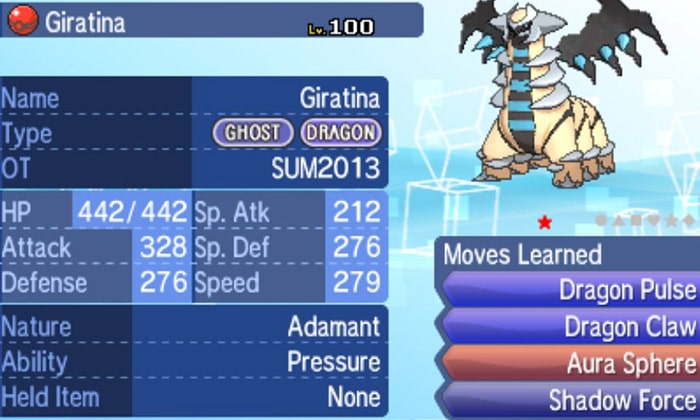 Giratina Lv.100
Name Giratina
Type GHOST DRAGON
OT SUM2013
HP 442/442 Sp. Atk 212
Attack 328 Sp. Def 276
Defense 276 Speed 279
Nature Adamant
Ability Pressure
Held Item None
Moves Learned
Dragon Pulse
Dragon Claw
Aura Sphere
Shadow Force